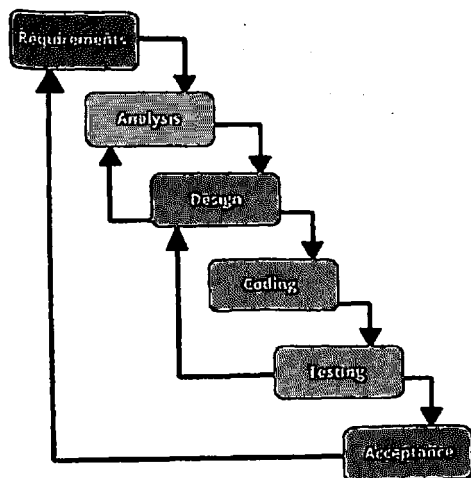 Requirements
Analysis
Design
Coding
Testing
Acceptance